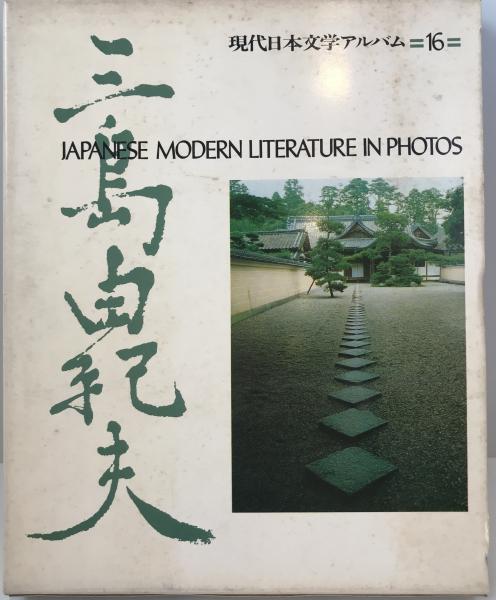 現代日本文学アルバム=16=
JAPANESE MODERN LITERATURE IN PHOTOS
三島由紀夫